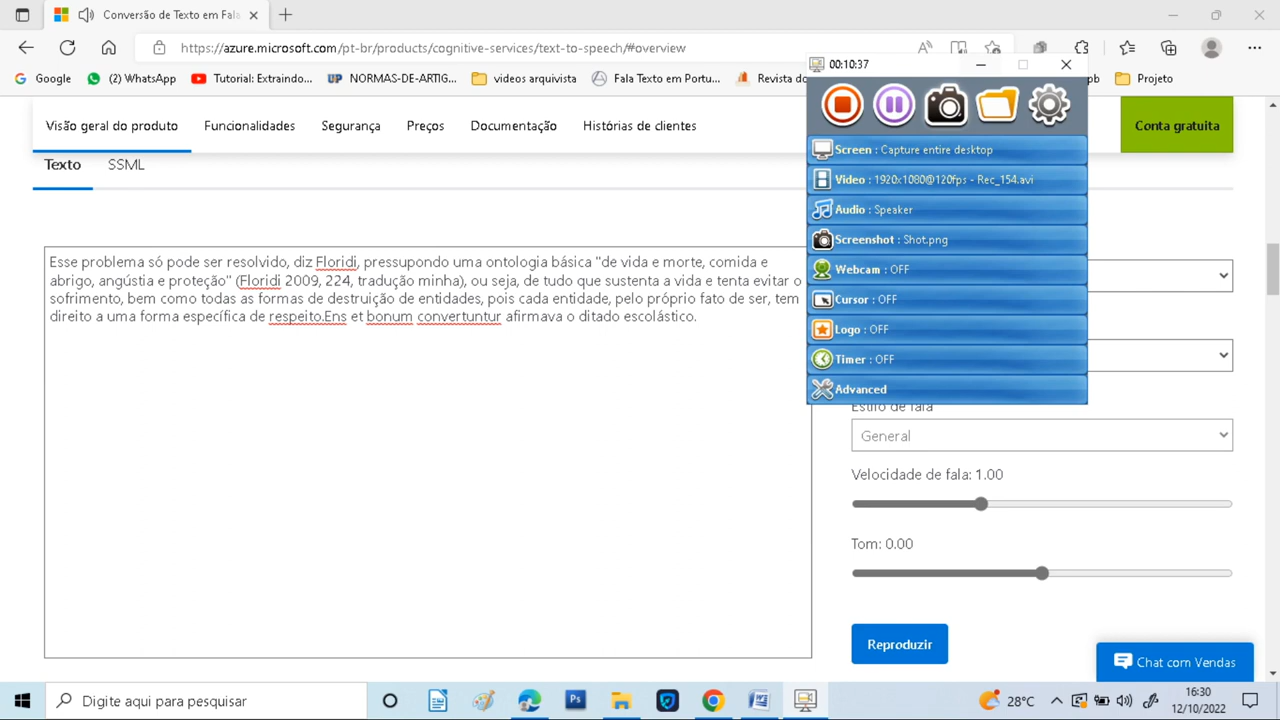 Conversão de Texto em Fala
https://azure.microsoft.com/pt-br/products/cognitive-services/text-to-speech/#overview
Google
(2) WhatsApp
Tutorial: Extraindo...
UP NORMAS-DE-ARTIG...
videos arquivista
Fala Texto em Portu...
Revista do
pb
Projeto
00:10:37
Visão geral do produto
Funcionalidades
Segurança
Preços
Documentação
Histórias de clientes
Conta gratuita
Texto
SSML
Screen : Capture entire desktop
Video : 1920x1080@120fps - Rec_154.avi
Audio : Speaker
Screenshot : Shot.png
Webcam : OFF
Cursor : OFF
Logo : OFF
Timer : OFF
Advanced
Esse problema só pode ser resolvido, diz Floridi, pressupondo uma ontologia básica "de vida e morte, comida e
abrigo, angústia e proteção" (Floridi 2009, 224, tradução minha), ou seja, de tudo que sustenta a vida e tenta evitar o
sofrimento, bem como todas as formas de destruição de entidades, pois cada entidade, pelo próprio fato de ser, tem
direito a uma forma específica de respeito.Ens et bonum convertuntur afirmava o ditado escolástico.
Estilo de fala
General
Velocidade de fala: 1.00
Tom: 0.00
Reproduzir
Chat com Vendas
Digite aqui para pesquisar
Ps
28°C
16:30
12/10/2022